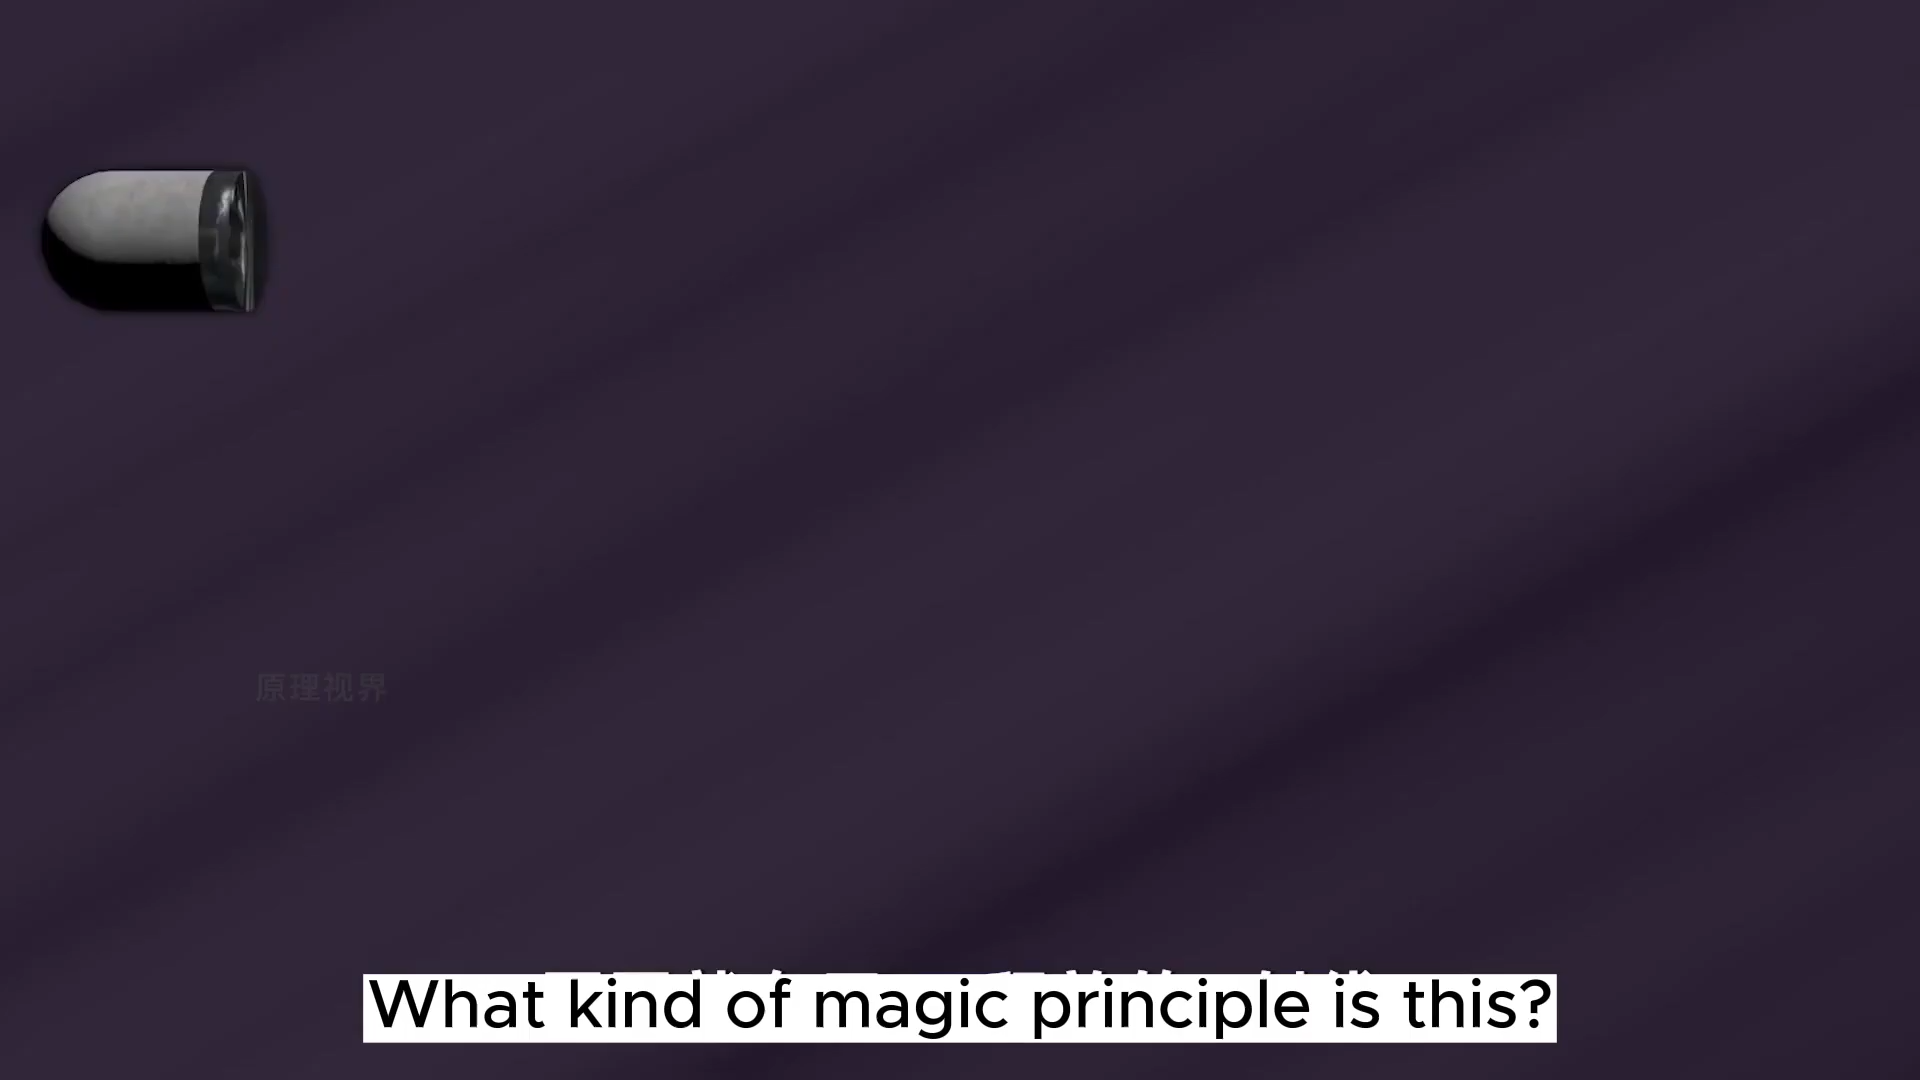 原理视界
What kind of magic principle is this?